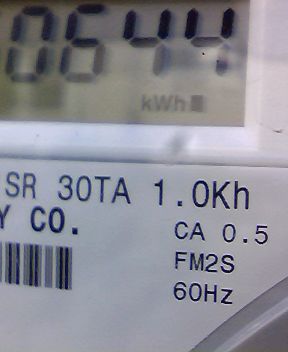 0644
kWh
SR 30TA 1.0Kh
Y CO.
CA 0.5
FM2S
60Hz